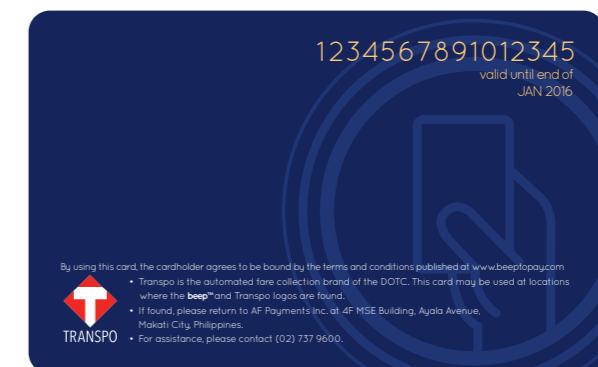 1234567891012345
valid until end of
JAN 2016
By using this card, the cardholder agrees to be bound by the terms and conditions published at www.beeptopay.com
• Transpo is the automated fare collection brand of the DOTC. This card may be used at locations
where the beep™and Transpo logos are found.
• If found, please return to AF Payments Inc. at 4F MSE Building, Ayala Avenue,
Makati City, Philippines.
• For assistance, please contact (02) 737 9600.
T
TRANSPO